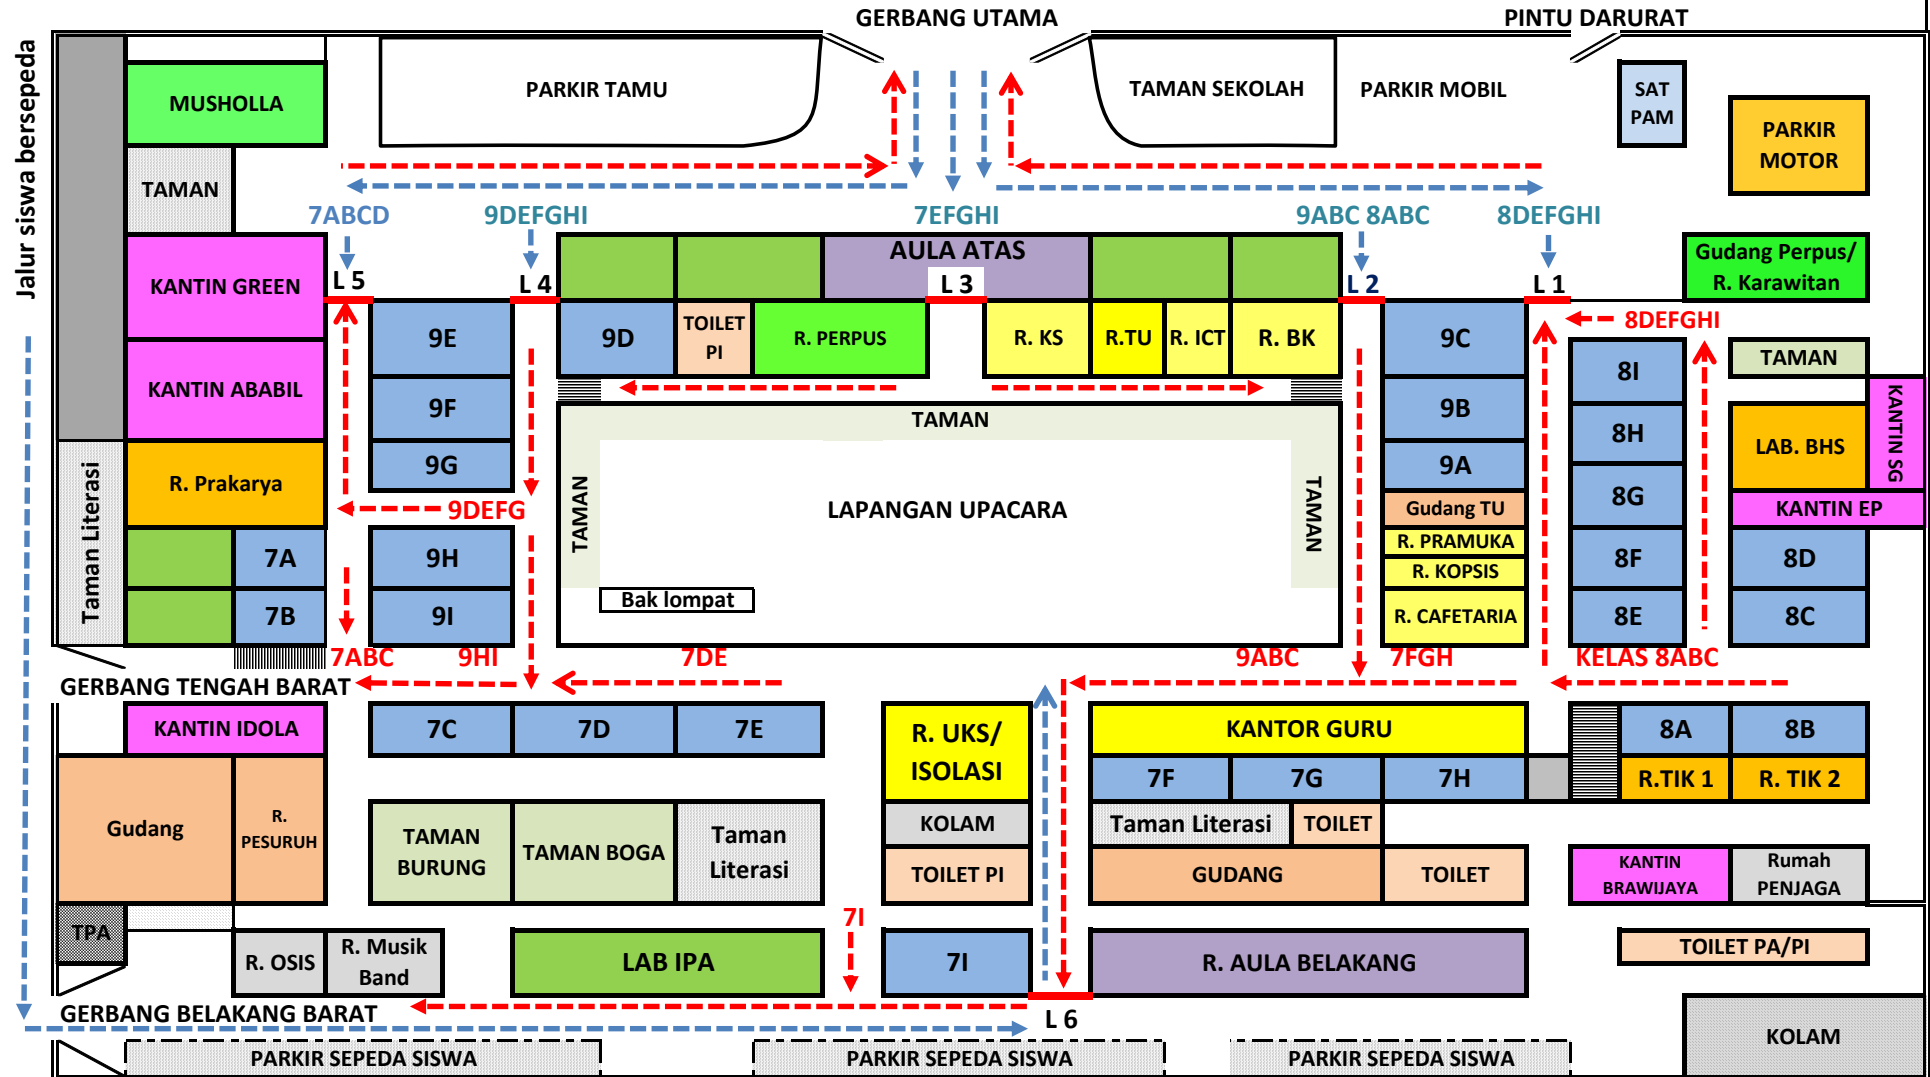 GERBANG UTAMA
PINTU DARURAT
Jalur siswa bersepeda
MUSHOLLA
PARKIR TAMU
TAMAN SEKOLAH
PARKIR MOBIL
SAT
PAM
PARKIR
MOTOR
TAMAN
7ABCD
9DEFGHI
7EFGHI
9ABC 8ABC
8DEFGHI
KANTIN GREEN
L 5
L 4
AULA ATAS
L 3
L 2
L 1
Gudang Perpus/
R. Karawitan
9E
9D
TOILET
PI
R. PERPUS
R. KS
R.TU
R. ICT
R. BK
9C
8DEFGHI
KANTIN ABABIL
9F
TAMAN
9B
8I
TAMAN
KANTIN SG
8H
LAB. BHS
Taman Literasi
R. Prakarya
9G
9DEFG
TAMAN
LAPANGAN UPACARA
TAMAN
9A
Gudang TU
8G
KANTIN EP
7A
9H
R. PRAMUKA
R. KOPSIS
8F
8D
7B
9I
Bak lompat
R. CAFETARIA
8E
8C
7ABC
9HI
7DE
9ABC
7FGH
KELAS 8ABC
GERBANG TENGAH BARAT
KANTIN IDOLA
7C
7D
7E
R. UKS/
ISOLASI
KANTOR GURU
8A
8B
7F
7G
7H
R.TIK 1
R. TIK 2
Gudang
R.
PESURUH
TAMAN
BURUNG
TAMAN BOGA
Taman
Literasi
KOLAM
Taman Literasi
TOILET
TOILET PI
GUDANG
TOILET
KANTIN
BRAWIJAYA
Rumah
PENJAGA
TPA
7I
R. OSIS
R. Musik
Band
LAB IPA
7I
R. AULA BELAKANG
TOILET PA/PI
GERBANG BELAKANG BARAT
L 6
KOLAM
PARKIR SEPEDA SISWA
PARKIR SEPEDA SISWA
PARKIR SEPEDA SISWA